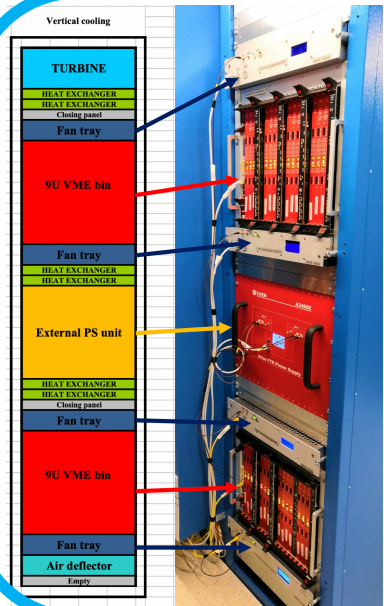 Vertical cooling
TURBINE
HEAT EXCHANGER
HEAT EXCHANGER
Closing panel
Fan tray
9U VME bin
Fan tray
HEAT EXCHANGER
HEAT EXCHANGER
External PS unit
HEAT EXCHANGER
HEAT EXCHANGER
Closing panel
Fan tray
9U VME bin
Fan tray
Air deflector
Empty
CAEN
A3486E